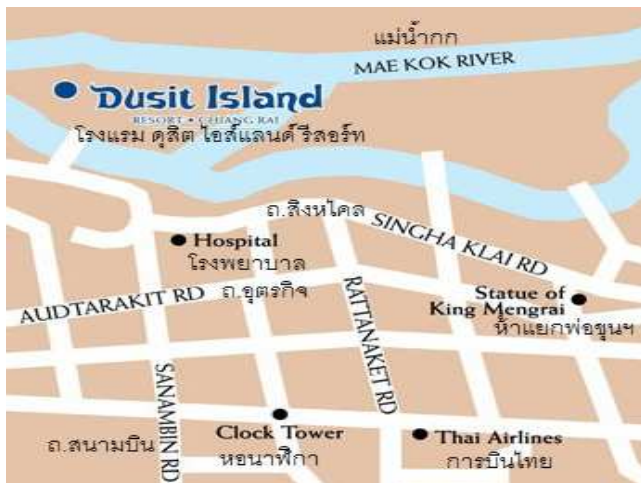 แม่น้ำกก
MAE KOK RIVER
Dusit Island
RESORT • CHIANG RAI
โรงแรม ดุสิต ไอส์แลนด์ รีสอร์ท
ถ.สิงหไคล
SINGHA KLAI RD
Hospital
โรงพยาบาล
AUDTARAKIT RD
ถ.อุตรกิจ
RATTANAKET RD
Statue of
King Mengrai
ห้าแยกพ่อขุนฯ
SANAMBIN RD
ถ.สนามบิน
Clock Tower
หอนาฬิกา
Thai Airlines
การบินไทย